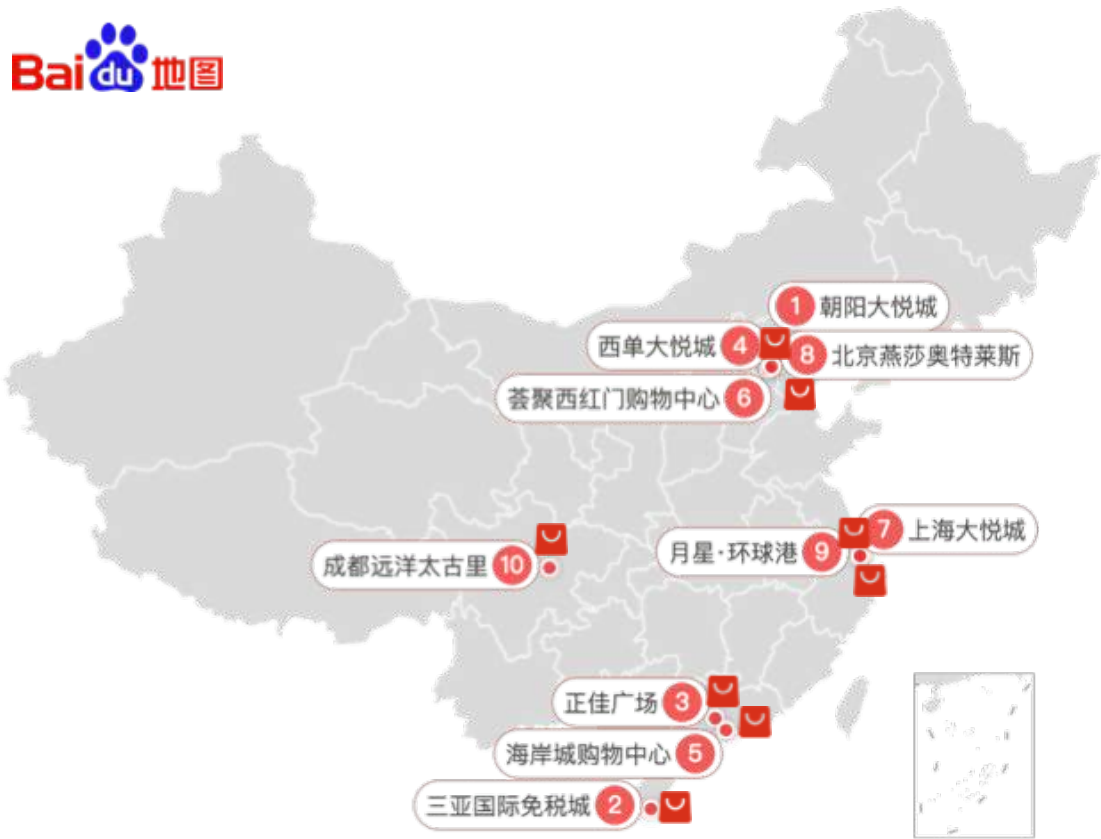 Baidu地图
1 朝阳大悦城
西单大悦城 4
8 北京燕莎奥特莱斯
荟聚西红门购物中心 6
7 上海大悦城
月星·环球港 9
成都远洋太古里 10
正佳广场 3
海岸城购物中心 5
三亚国际免税城 2